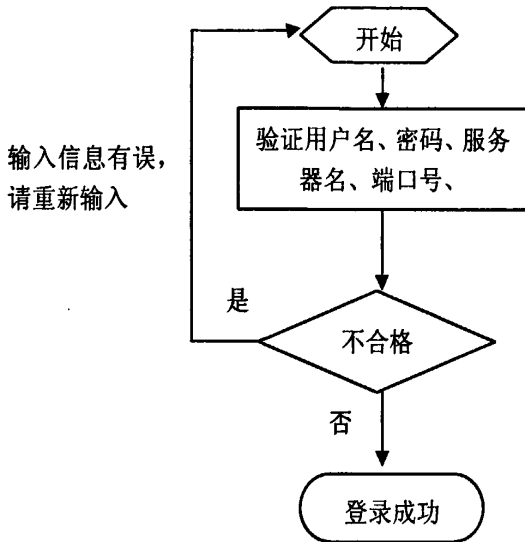 开始
验证用户名、密码、服务
器名、端口号、
输入信息有误，
请重新输入
是
不合格
否
登录成功